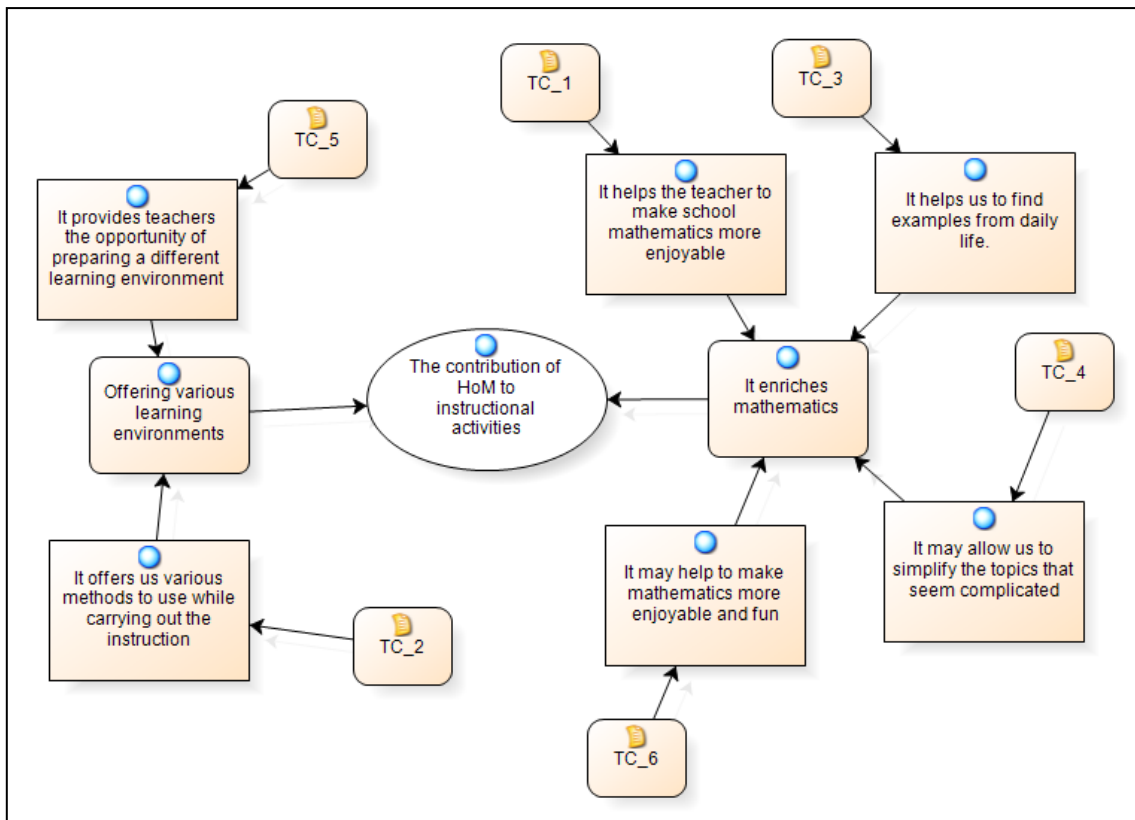 TC_1
TC_3
TC_5
It helps the teacher to
make school
mathematics more
enjoyable
It helps us to find
examples from daily
life.
It provides teachers
the opportunity of
preparing a different
learning environment
Offering various
learning
environments
The contribution of
HoM to
instructional
activities
It enriches
mathematics
TC_4
It offers us various
methods to use while
carrying out the
instruction
TC_2
It may help to make
mathematics more
enjoyable and fun
It may allow us to
simplify the topics that
seem complicated
TC_6